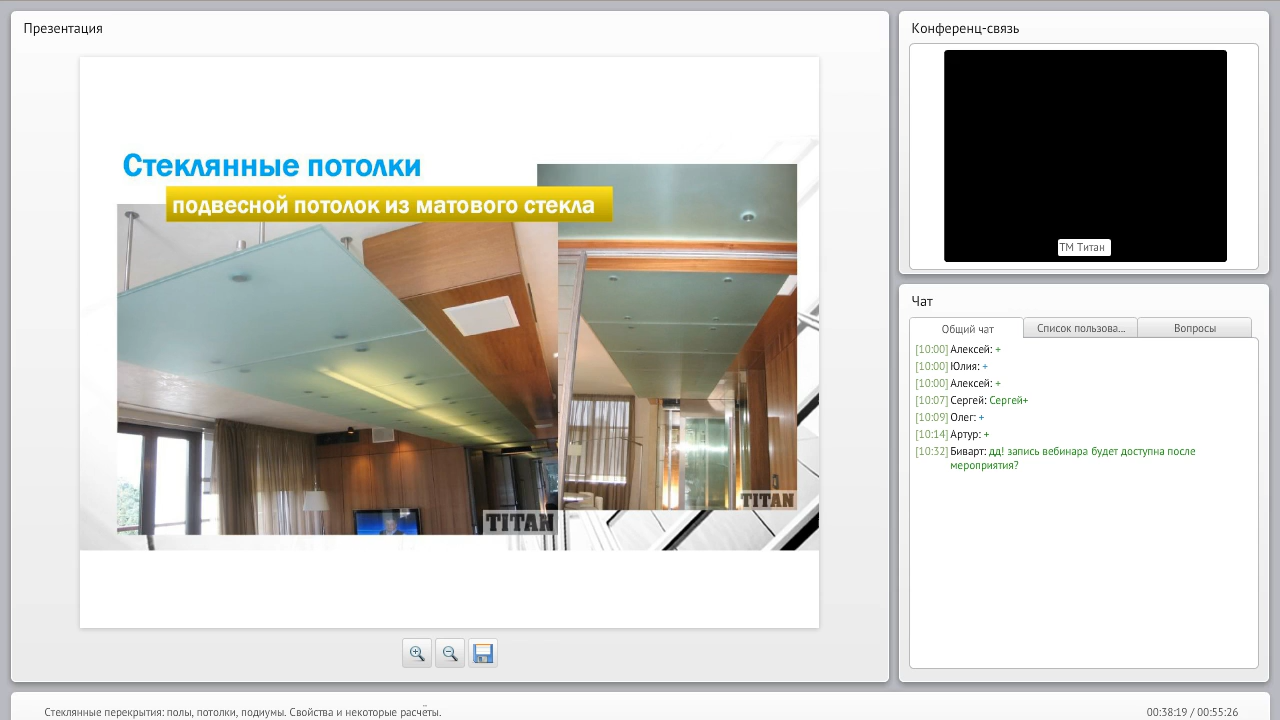 Презентация
Стеклянные потолки
подвесной потолок из матового стекла
TITAN
TITAN
Конференц-связь
ТМ Титан
Чат
Общий чат
Список пользова...
Вопросы
[10:00] Алексей: +
[10:00] Юлия: +
[10:00] Алексей: +
[10:07] Сергей: Сергей+
[10:09] Олег: +
[10:14] Артур: +
[10:32] Биварт: дд! запись вебинара будет доступна после
мероприятия?
Стеклянные перекрытия: полы, потолки, подиумы. Свойства и некоторые расчёты.
00:38:19 / 00:55:26